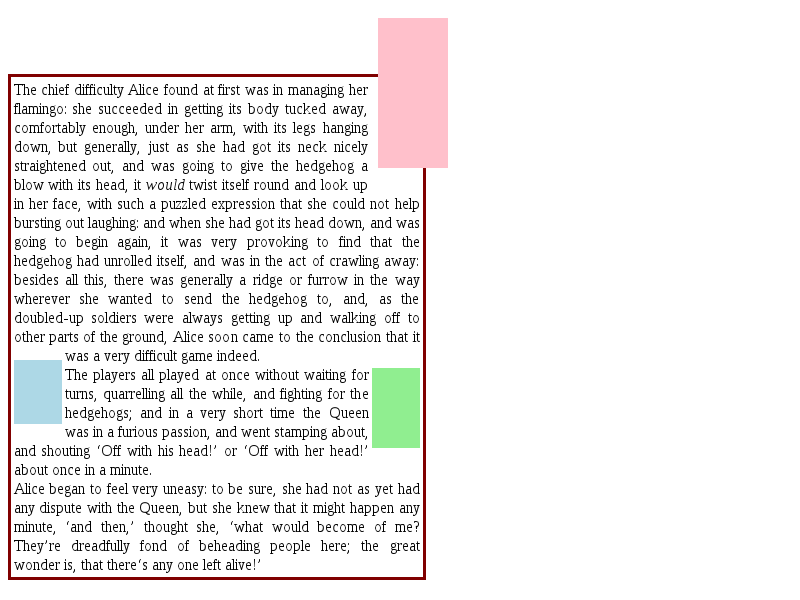 The chief difficulty Alice found at first was in managing her
flamingo: she succeeded in getting its body tucked away,
comfortably enough, under her arm, with its legs hanging
down, but generally, just as she had got its neck nicely
straightened out, and was going to give the hedgehog a
blow with its head, it would twist itself round and look up
in her face, with such a puzzled expression that she could not help
bursting out laughing: and when she had got its head down, and was
going to begin again, it was very provoking to find that the
hedgehog had unrolled itself, and was in the act of crawling away:
besides all this, there was generally a ridge or furrow in the way
wherever she wanted to send the hedgehog to, and, as the
doubled-up soldiers were always getting up and walking off to
other parts of the ground, Alice soon came to the conclusion that it
was a very difficult game indeed.
The players all played at once without waiting for
turns, quarrelling all the while, and fighting for the
hedgehogs; and in a very short time the Queen
was in a furious passion, and went stamping about,
and shouting ‘Off with his head!’ or ‘Off with her head!’
about once in a minute.
Alice began to feel very uneasy: to be sure, she had not as yet had
any dispute with the Queen, but she knew that it might happen any
minute, ‘and then,’ thought she, ‘what would become of me?
They’re dreadfully fond of beheading people here; the great
wonder is, that there‘s any one left alive!’